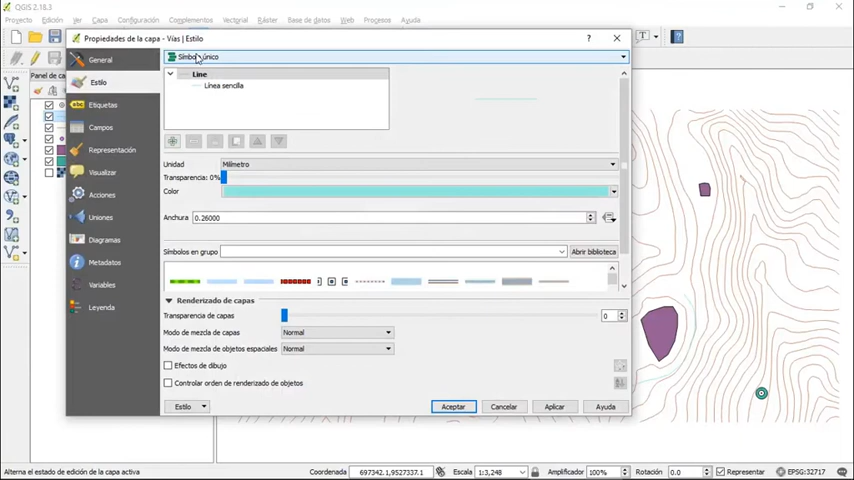 QGIS 2.18.3
Proyecto Edición Ver Capa Configuración Complementos Vectorial Ráster Base de datos Web Procesos Ayuda
Propiedades de la capa - Vías | Estilo
Panel de ca
General
Estilo
Etiquetas
Campos
Representación
Visualizar
Acciones
Uniones
Diagramas
Metadatos
Variables
Leyenda
Símbolo único
Line
Línea sencilla
Unidad Milímetro
Transparencia: 0%
Color
Anchura 0.26000
Símbolos en grupo Abrir biblioteca
Renderizado de capas
Transparencia de capas 0
Modo de mezcla de capas Normal
Modo de mezcla de objetos espaciales Normal
Efectos de dibujo
Controlar orden de renderizado de objetos
Estilo Aceptar Cancelar Aplicar Ayuda
Alterna el estado de edición de la capa activa Coordenada 697342.1,9527337.1 Escala 1:3,248 Amplificador 100% Rotación 0.0 Representar EPSG:32717